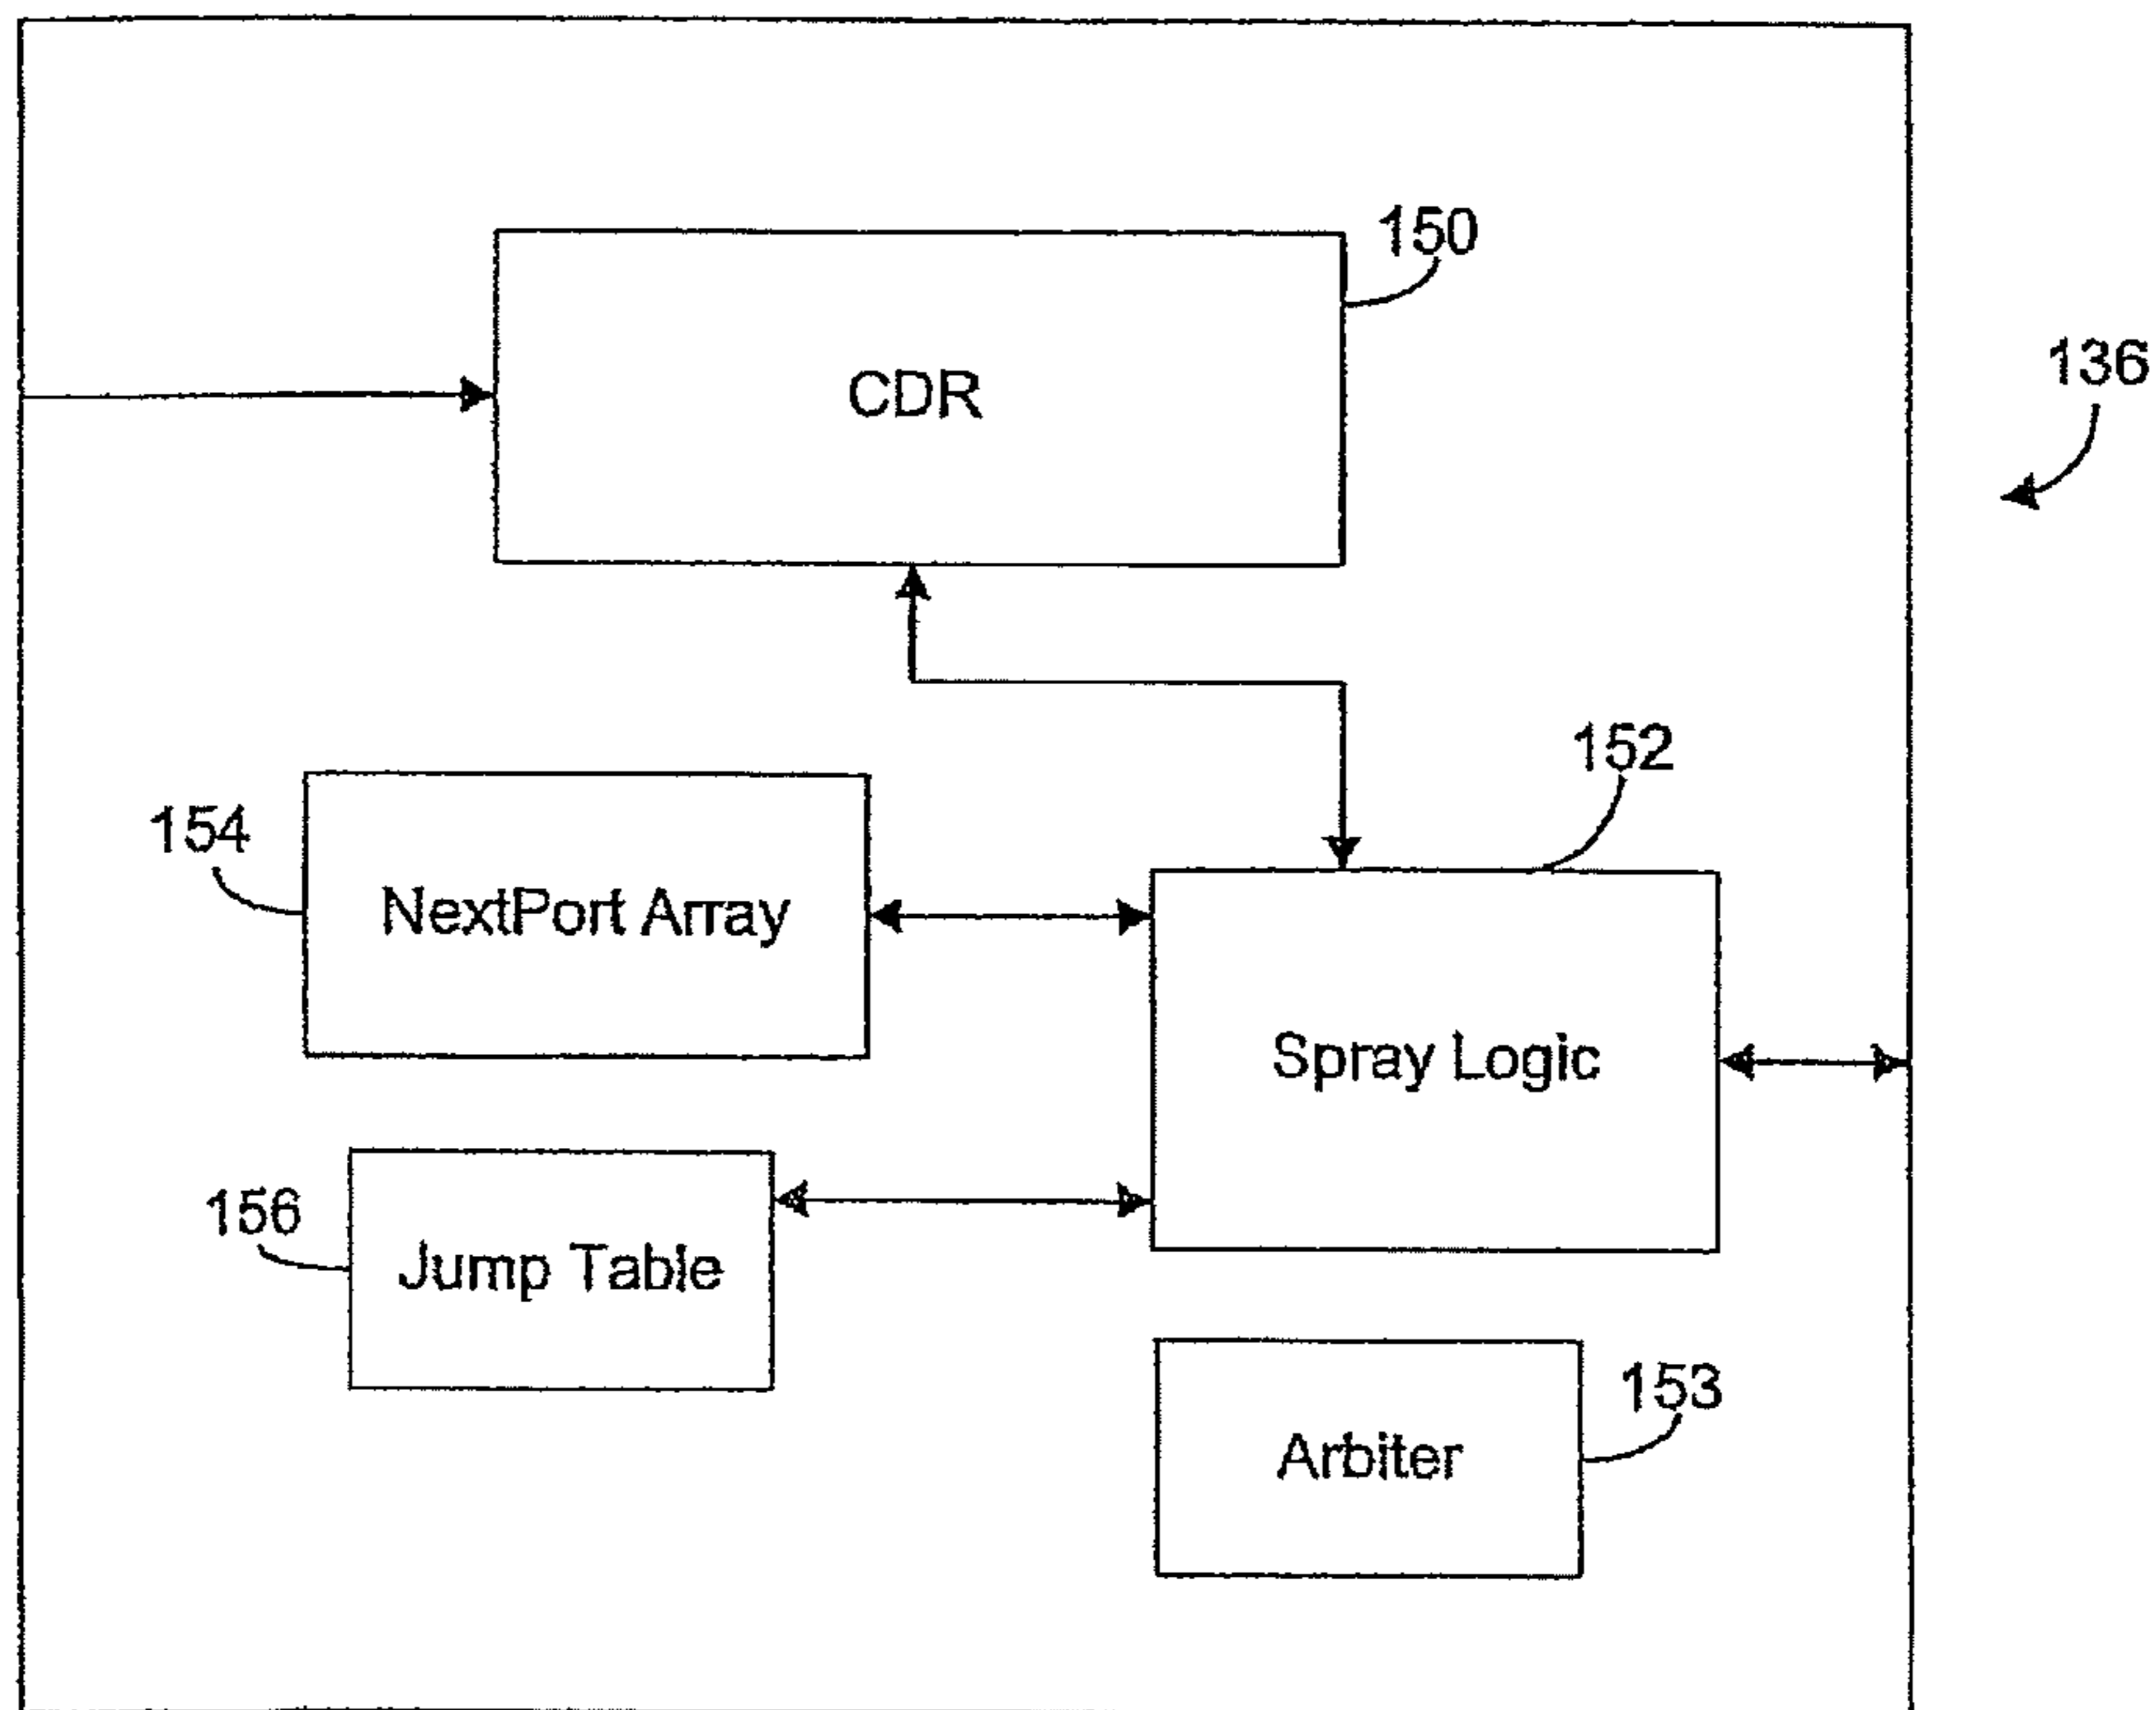 150
CDR
136
152
154
NextPort Array
Spray Logic
156
Jump Table
153
Arbiter